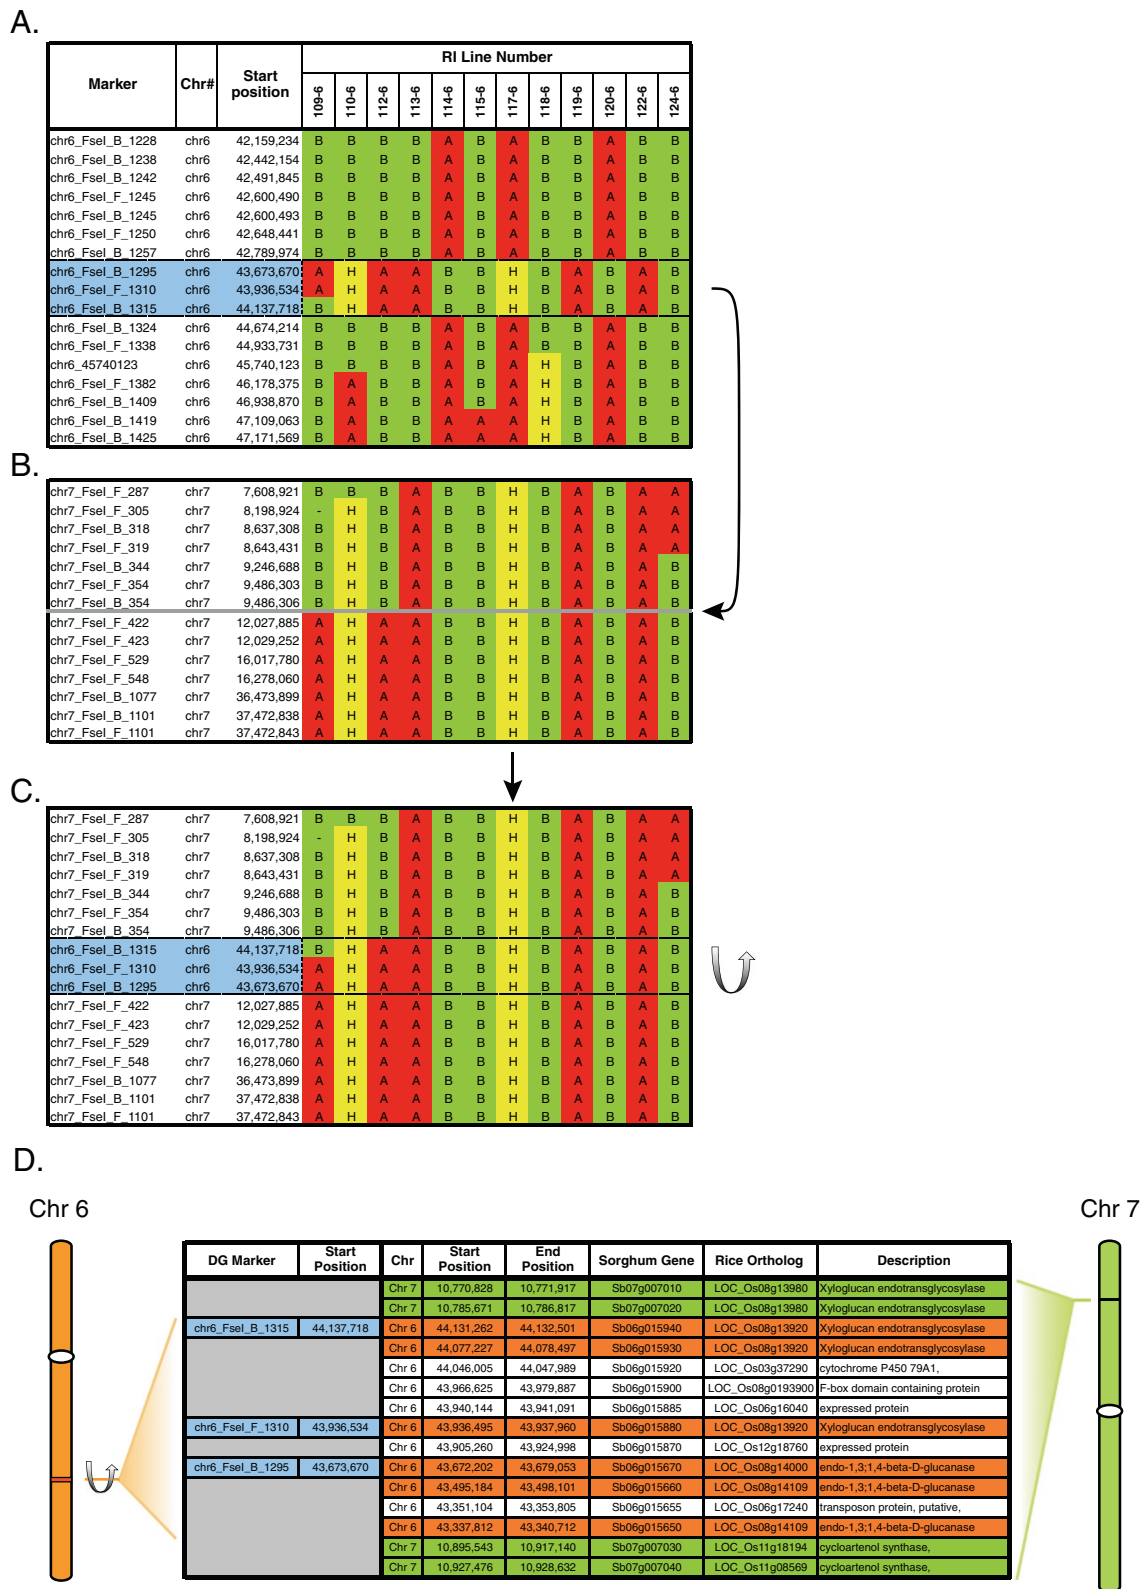 A.
Marker Chr# Start position RI Line Number
109-6 110-6 112-6 113-6 114-6 115-6 117-6 118-6 119-6 120-6 122-6 124-6
chr6_FseI_B_1228 chr6 42,159,234 B B B B A B A B B A B B
chr6_FseI_B_1238 chr6 42,442,154 B B B B A B A B B A B B
chr6_FseI_B_1242 chr6 42,491,845 B B B B A B A B B A B B
chr6_FseI_F_1245 chr6 42,600,490 B B B B A B A B B A B B
chr6_FseI_B_1245 chr6 42,600,493 B B B B A B A B B A B B
chr6_FseI_F_1250 chr6 42,648,441 B B B B A B A B B A B B
chr6_FseI_B_1257 chr6 42,789,974 B B B B A B A B B A B B
chr6_FseI_B_1295 chr6 43,673,670 A H A A B B H B A B A B
chr6_FseI_F_1310 chr6 43,936,534 A H A A B B H B A B A B
chr6_FseI_B_1315 chr6 44,137,718 B H A A B B H B A B A B
chr6_FseI_B_1324 chr6 44,674,214 B B B B A B A B B A B B
chr6_FseI_F_1338 chr6 44,933,731 B B B B A B A B B A B B
chr6_45740123 chr6 45,740,123 B B B B A B A H B A B B
chr6_FseI_F_1382 chr6 46,178,375 B A B B A B A H B A B B
chr6_FseI_B_1409 chr6 46,938,870 B A B B A B A H B A B B
chr6_FseI_B_1419 chr6 47,109,063 B A B B A A A H B A B B
chr6_FseI_B_1425 chr6 47,171,569 B A B B A A A H B A B B
B.
chr7_FseI_F_287 chr7 7,608,921 B B B A B B H B A B A A
chr7_FseI_F_305 chr7 8,198,924 - H B A B B H B A B A A
chr7_FseI_B_318 chr7 8,637,308 B H B A B B H B A B A A
chr7_FseI_F_319 chr7 8,643,431 B H B A B B H B A B A A
chr7_FseI_B_344 chr7 9,246,688 B H B A B B H B A B A B
chr7_FseI_F_354 chr7 9,486,303 B H B A B B H B A B A B
chr7_FseI_B_354 chr7 9,486,306 B H B A B B H B A B A B
chr7_FseI_F_422 chr7 12,027,885 A H A A B B H B A B A B
chr7_FseI_F_423 chr7 12,029,252 A H A A B B H B A B A B
chr7_FseI_F_529 chr7 16,017,780 A H A A B B H B A B A B
chr7_FseI_F_548 chr7 16,278,060 A H A A B B H B A B A B
chr7_FseI_B_1077 chr7 36,473,899 A H A A B B H B A B A B
chr7_FseI_B_1101 chr7 37,472,838 A H A A B B H B A B A B
chr7_FseI_F_1101 chr7 37,472,843 A H A A B B H B A B A B
C.
chr7_FseI_F_287 chr7 7,608,921 B B B A B B H B A B A A
chr7_FseI_F_305 chr7 8,198,924 - H B A B B H B A B A A
chr7_FseI_B_318 chr7 8,637,308 B H B A B B H B A B A A
chr7_FseI_F_319 chr7 8,643,431 B H B A B B H B A B A A
chr7_FseI_B_344 chr7 9,246,688 B H B A B B H B A B A B
chr7_FseI_F_354 chr7 9,486,303 B H B A B B H B A B A B
chr7_FseI_B_354 chr7 9,486,306 B H B A B B H B A B A B
chr6_FseI_B_1315 chr6 44,137,718 B H A A B B H B A B A B
chr6_FseI_F_1310 chr6 43,936,534 A H A A B B H B A B A B
chr6_FseI_B_1295 chr6 43,673,670 A H A A B B H B A B A B
chr7_FseI_F_422 chr7 12,027,885 A H A A B B H B A B A B
chr7_FseI_F_423 chr7 12,029,252 A H A A B B H B A B A B
chr7_FseI_F_529 chr7 16,017,780 A H A A B B H B A B A B
chr7_FseI_F_548 chr7 16,278,060 A H A A B B H B A B A B
chr7_FseI_B_1077 chr7 36,473,899 A H A A B B H B A B A B
chr7_FseI_B_1101 chr7 37,472,838 A H A A B B H B A B A B
chr7_FseI_F_1101 chr7 37,472,843 A H A A B B H B A B A B
D.
Chr 6
Chr 7
DG Marker Start Position Chr Start Position End Position Sorghum Gene Rice Ortholog Description
Chr 7 10,770,828 10,771,917 Sb07g007010 LOC_Os08g13980 Xyloglucan endotransglycosylase
Chr 7 10,785,671 10,786,817 Sb07g007020 LOC_Os08g13980 Xyloglucan endotransglycosylase
chr6_FseI_B_1315 44,137,718 Chr 6 44,131,262 44,132,501 Sb06g015940 LOC_Os08g13920 Xyloglucan endotransglycosylase
Chr 6 44,077,227 44,078,497 Sb06g015930 LOC_Os08g13920 Xyloglucan endotransglycosylase
Chr 6 44,046,005 44,047,989 Sb06g015920 LOC_Os03g37290 cytochrome P450 79A1,
Chr 6 43,966,625 43,979,887 Sb06g015900 LOC_Os08g0193900 F-box domain containing protein
Chr 6 43,940,144 43,941,091 Sb06g015885 LOC_Os06g16040 expressed protein
chr6_FseI_F_1310 43,936,534 Chr 6 43,936,495 43,937,960 Sb06g015880 LOC_Os08g13920 Xyloglucan endotransglycosylase
Chr 6 43,905,260 43,924,998 Sb06g015870 LOC_Os12g18760 expressed protein
chr6_FseI_B_1295 43,673,670 Chr 6 43,672,202 43,679,053 Sb06g015670 LOC_Os08g14000 endo-1,3;1,4-beta-D-glucanase
Chr 6 43,495,184 43,498,101 Sb06g015660 LOC_Os08g14109 endo-1,3;1,4-beta-D-glucanase
Chr 6 43,351,104 43,353,805 Sb06g015655 LOC_Os06g17240 transposon protein, putative,
Chr 6 43,337,812 43,340,712 Sb06g015650 LOC_Os08g14109 endo-1,3;1,4-beta-D-glucanase
Chr 7 10,895,543 10,917,140 Sb07g007030 LOC_Os11g18194 cycloartenol synthase,
Chr 7 10,927,476 10,928,632 Sb07g007040 LOC_Os11g08569 cycloartenol synthase,